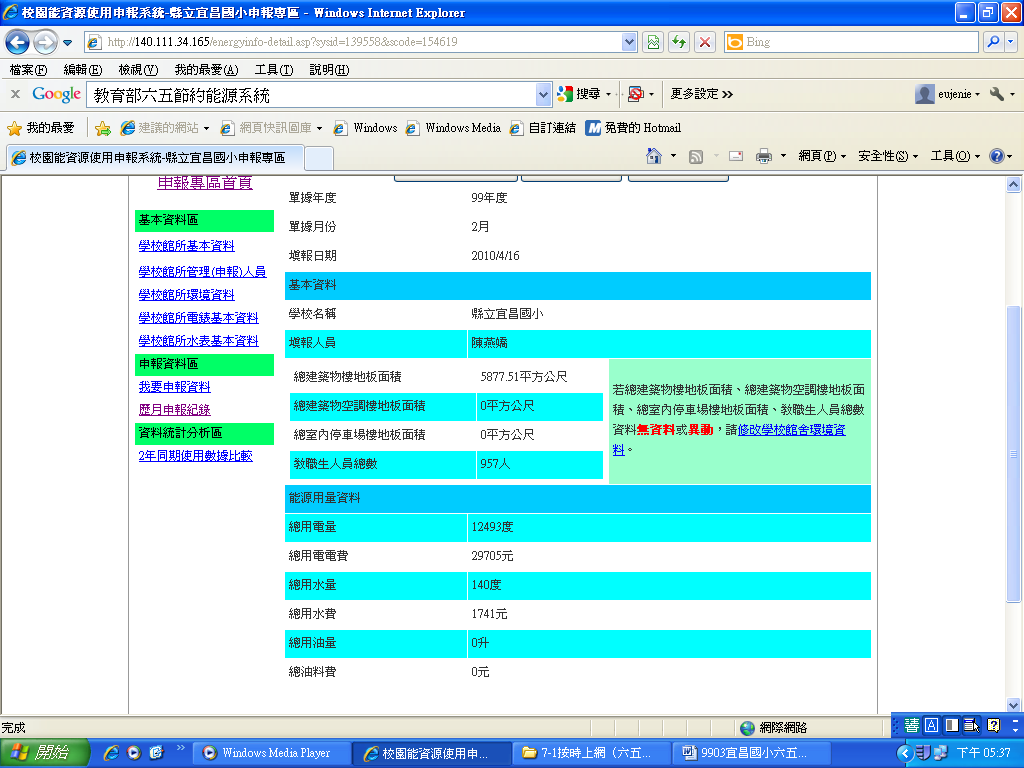 校園能資源使用申報系統-縣立宜昌國小申報專區 - Windows Internet Explorer
http://140.111.34.165/energyinfo-detail.asp?sysid=139558&scode=154619
Bing
檔案(F) 編輯(E) 檢視(V) 我的最愛(A) 工具(T) 說明(H)
x Google 教育部六五節約能源系統 搜尋 更多設定 >> eujenie
我的最愛 建議的網站 網頁快訊圖庫 Windows Windows Media 自訂連結 免費的 Hotmail
校園能資源使用申報系統-縣立宜昌國小申報專區
網頁(P) 安全性(S) 工具(O)
申報專區首頁
基本資料區
學校館所基本資料
學校館所管理(申報)人員
學校館所環境資料
學校館所電錶基本資料
學校館所水表基本資料
申報資料區
我要申報資料
歷月申報紀錄
資料統計分析區
2年同期使用數據比較
單據年度 99年度
單據月份 2月
填報日期 2010/4/16
基本資料
學校名稱 縣立宜昌國小
填報人員 陳燕嬌
總建築物樓地板面積 5877.51平方公尺
總建築物空調樓地板面積 0平方公尺
總室內停車場樓地板面積 0平方公尺
教職生人員總數 957人
若總建築物樓地板面積、總建築物空調樓地板面
積、總室內停車場樓地板面積、教職生人員總數
資料無資料或異動，請修改學校館舍環境資
料。
能源用量資料
總用電量 12493度
總用電電費 29705元
總用水量 140度
總用水費 1741元
總用油量 0升
總油料費 0元
完成
網際網路
開始 Windows Media Player 校園能資源使用申... 7-1按時上網（六五... 9903宜昌國小六五... 下午 05:37